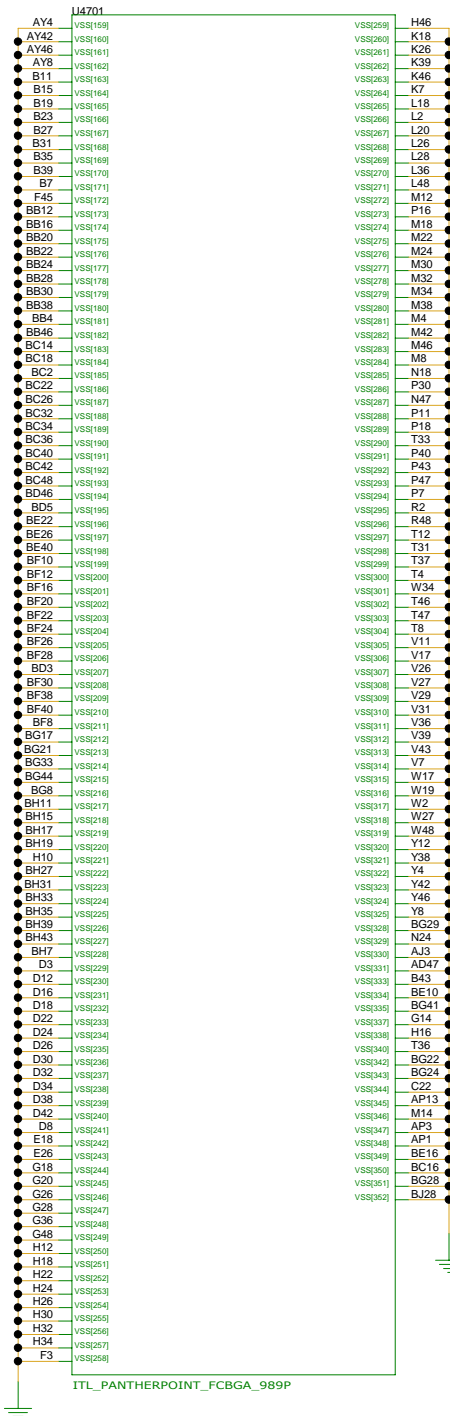 U4701
AY4 VSS[159]
AY42 VSS[160]
AY46 VSS[161]
AY8 VSS[162]
B11 VSS[163]
B15 VSS[164]
B19 VSS[165]
B23 VSS[166]
B27 VSS[167]
B31 VSS[168]
B35 VSS[169]
B39 VSS[170]
B7 VSS[171]
F45 VSS[172]
BB12 VSS[173]
BB16 VSS[174]
BB20 VSS[175]
BB22 VSS[176]
BB24 VSS[177]
BB28 VSS[178]
BB30 VSS[179]
BB38 VSS[180]
BB4 VSS[181]
BB46 VSS[182]
BC14 VSS[183]
BC18 VSS[184]
BC2 VSS[185]
BC22 VSS[186]
BC26 VSS[187]
BC32 VSS[188]
BC34 VSS[189]
BC36 VSS[190]
BC40 VSS[191]
BC42 VSS[192]
BC48 VSS[193]
BD46 VSS[194]
BD5 VSS[195]
BE22 VSS[196]
BE26 VSS[197]
BE40 VSS[198]
BF10 VSS[199]
BF12 VSS[200]
BF16 VSS[201]
BF20 VSS[202]
BF22 VSS[203]
BF24 VSS[204]
BF26 VSS[205]
BF28 VSS[206]
BD3 VSS[207]
BF30 VSS[208]
BF38 VSS[209]
BF40 VSS[210]
BF8 VSS[211]
BG17 VSS[212]
BG21 VSS[213]
BG33 VSS[214]
BG44 VSS[215]
BG8 VSS[216]
BH11 VSS[217]
BH15 VSS[218]
BH17 VSS[219]
BH19 VSS[220]
H10 VSS[221]
BH27 VSS[222]
BH31 VSS[223]
BH33 VSS[224]
BH35 VSS[225]
BH39 VSS[226]
BH43 VSS[227]
BH7 VSS[228]
D3 VSS[229]
D12 VSS[230]
D16 VSS[231]
D18 VSS[232]
D22 VSS[233]
D24 VSS[234]
D26 VSS[235]
D30 VSS[236]
D32 VSS[237]
D34 VSS[238]
D38 VSS[239]
D42 VSS[240]
D8 VSS[241]
E18 VSS[242]
E26 VSS[243]
G18 VSS[244]
G20 VSS[245]
G26 VSS[246]
G28 VSS[247]
G36 VSS[248]
G48 VSS[249]
H12 VSS[250]
H18 VSS[251]
H22 VSS[252]
H24 VSS[253]
H26 VSS[254]
H30 VSS[255]
H32 VSS[256]
H34 VSS[257]
F3 VSS[258]
VSS[259] H46
VSS[260] K18
VSS[261] K26
VSS[262] K39
VSS[263] K46
VSS[264] K7
VSS[265] L18
VSS[266] L2
VSS[267] L20
VSS[268] L26
VSS[269] L28
VSS[270] L36
VSS[271] L48
VSS[272] M12
VSS[273] P16
VSS[274] M18
VSS[275] M22
VSS[276] M24
VSS[277] M30
VSS[278] M32
VSS[279] M34
VSS[280] M38
VSS[281] M4
VSS[282] M42
VSS[283] M46
VSS[284] M8
VSS[285] N18
VSS[286] P30
VSS[287] N47
VSS[288] P11
VSS[289] P18
VSS[290] T33
VSS[291] P40
VSS[292] P43
VSS[293] P47
VSS[294] P7
VSS[295] R2
VSS[296] R48
VSS[297] T12
VSS[298] T31
VSS[299] T37
VSS[300] T4
VSS[301] W34
VSS[302] T46
VSS[303] T47
VSS[304] T8
VSS[305] V11
VSS[306] V17
VSS[307] V26
VSS[308] V27
VSS[309] V29
VSS[310] V31
VSS[311] V36
VSS[312] V39
VSS[313] V43
VSS[314] V7
VSS[315] W17
VSS[316] W19
VSS[317] W2
VSS[318] W27
VSS[319] W48
VSS[320] Y12
VSS[321] Y38
VSS[322] Y4
VSS[323] Y42
VSS[324] Y46
VSS[325] Y8
VSS[328] BG29
VSS[329] N24
VSS[330] AJ3
VSS[331] AD47
VSS[333] B43
VSS[334] BE10
VSS[335] BG41
VSS[337] G14
VSS[338] H16
VSS[340] T36
VSS[342] BG22
VSS[343] BG24
VSS[344] C22
VSS[345] AP13
VSS[346] M14
VSS[347] AP3
VSS[348] AP1
VSS[349] BE16
VSS[350] BC16
VSS[351] BG28
VSS[352] BJ28
ITL_PANTHERPOINT_FCBGA_989P